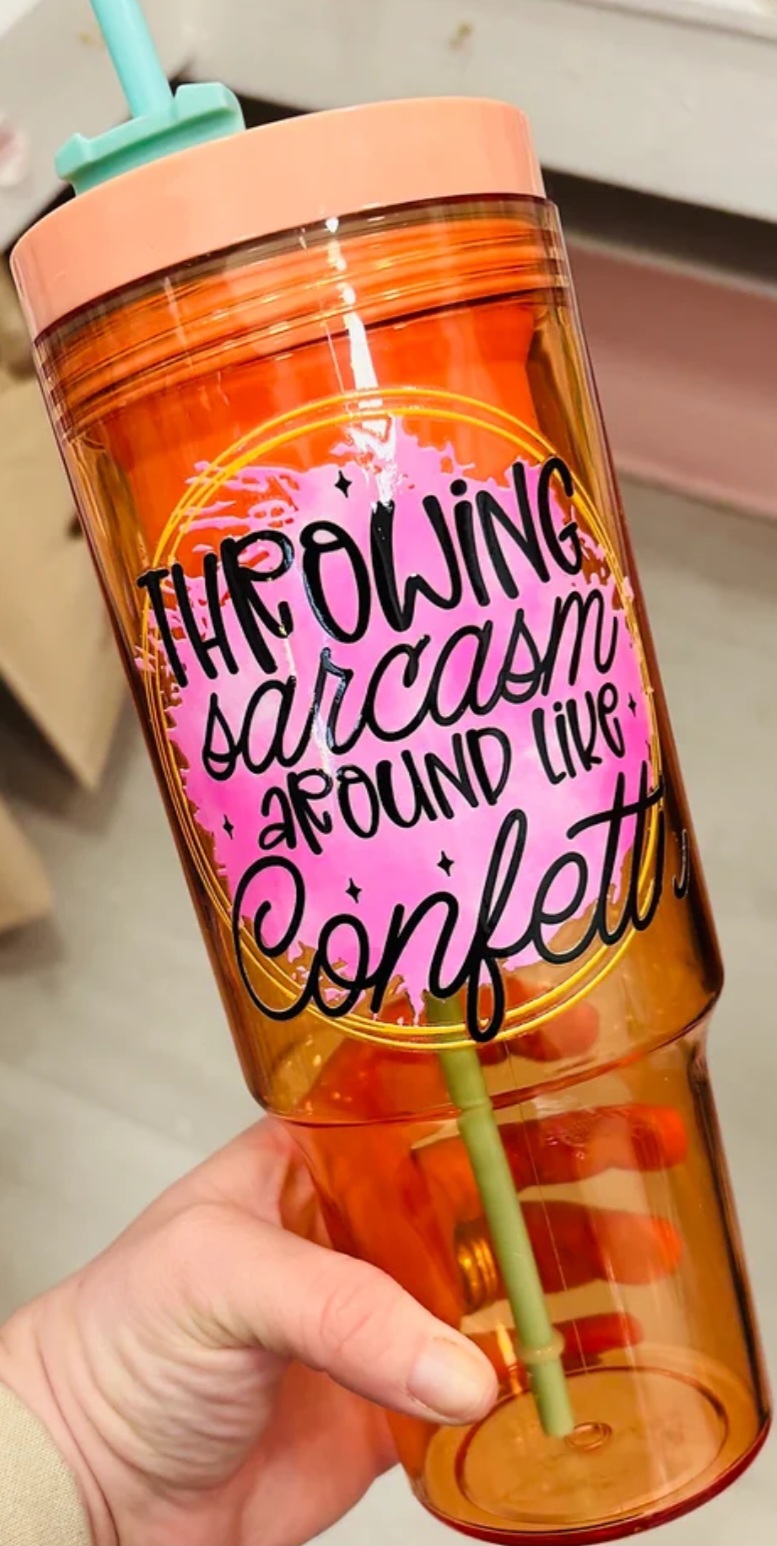 THROWING
sarcasm
aROUND LIKE
Confetti